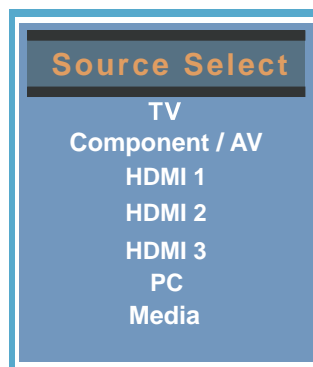 Source Select
TV
Component / AV
HDMI 1
HDMI 2
HDMI 3
PC
Media